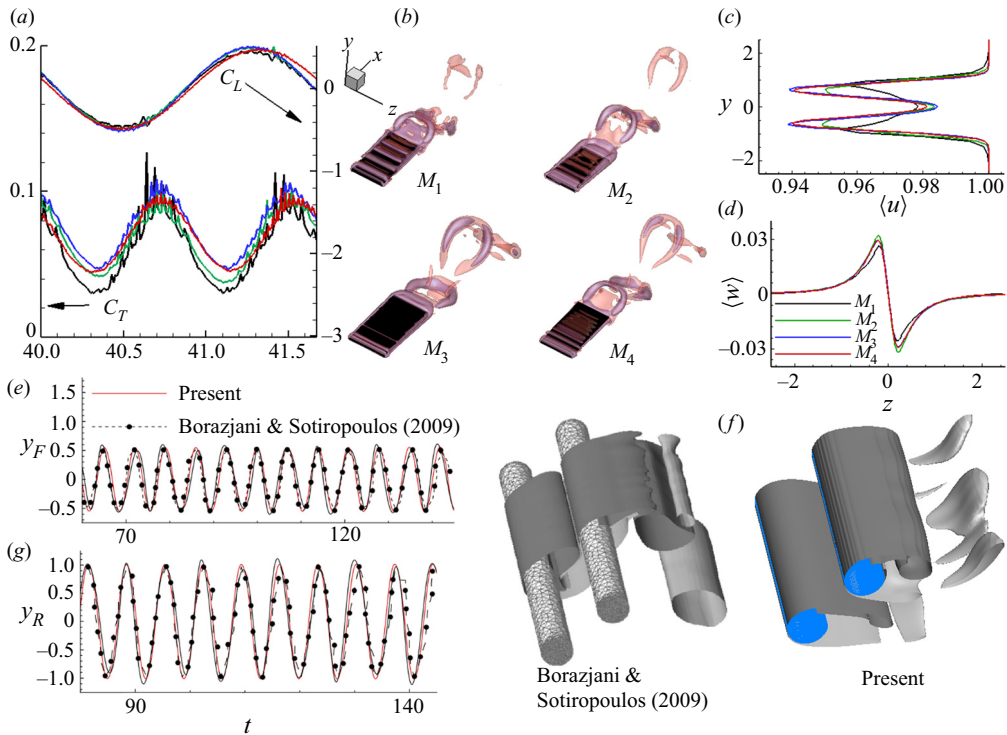 (a)
0.2
0.1
0
C_L
C_T
0
−1
−2
−3
40.0
40.5
41.0
41.5
y
x
z
(b)
M_1
M_2
M_3
M_4
(c)
y
2
0
−2
0.94
0.96
0.98
1.00
⟨u⟩
(d)
⟨w⟩
0.03
0
−0.03
M_1
M_2
M_3
M_4
−2
0
2
z
(e)
1.5
1.0
0.5
0
−0.5
y_F
Present
Borazjani & Sotiropoulos (2009)
70
120
(g)
1.0
0.5
0
−0.5
−1.0
y_R
90
140
t
Borazjani &
Sotiropoulos (2009)
(f)
Present